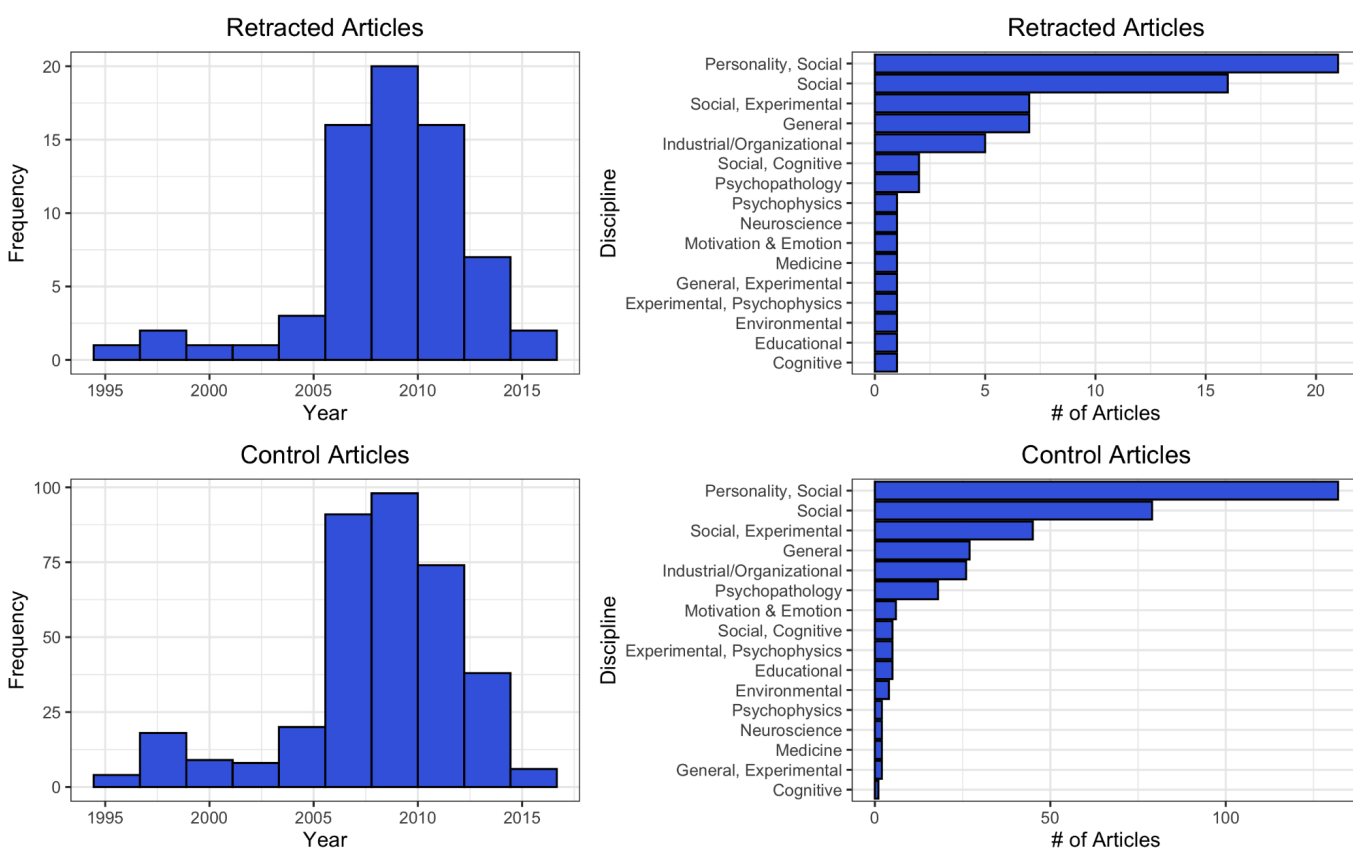 Retracted Articles
Frequency
20
15
10
5
0
1995 2000 2005 2010 2015
Year
Retracted Articles
Discipline
Personality, Social
Social
Social, Experimental
General
Industrial/Organizational
Social, Cognitive
Psychopathology
Psychophysics
Neuroscience
Motivation & Emotion
Medicine
General, Experimental
Experimental, Psychophysics
Environmental
Educational
Cognitive
0 5 10 15 20
# of Articles
Control Articles
Frequency
100
75
50
25
0
1995 2000 2005 2010 2015
Year
Control Articles
Discipline
Personality, Social
Social
Social, Experimental
General
Industrial/Organizational
Psychopathology
Motivation & Emotion
Social, Cognitive
Experimental, Psychophysics
Educational
Environmental
Psychophysics
Neuroscience
Medicine
General, Experimental
Cognitive
0 50 100
# of Articles